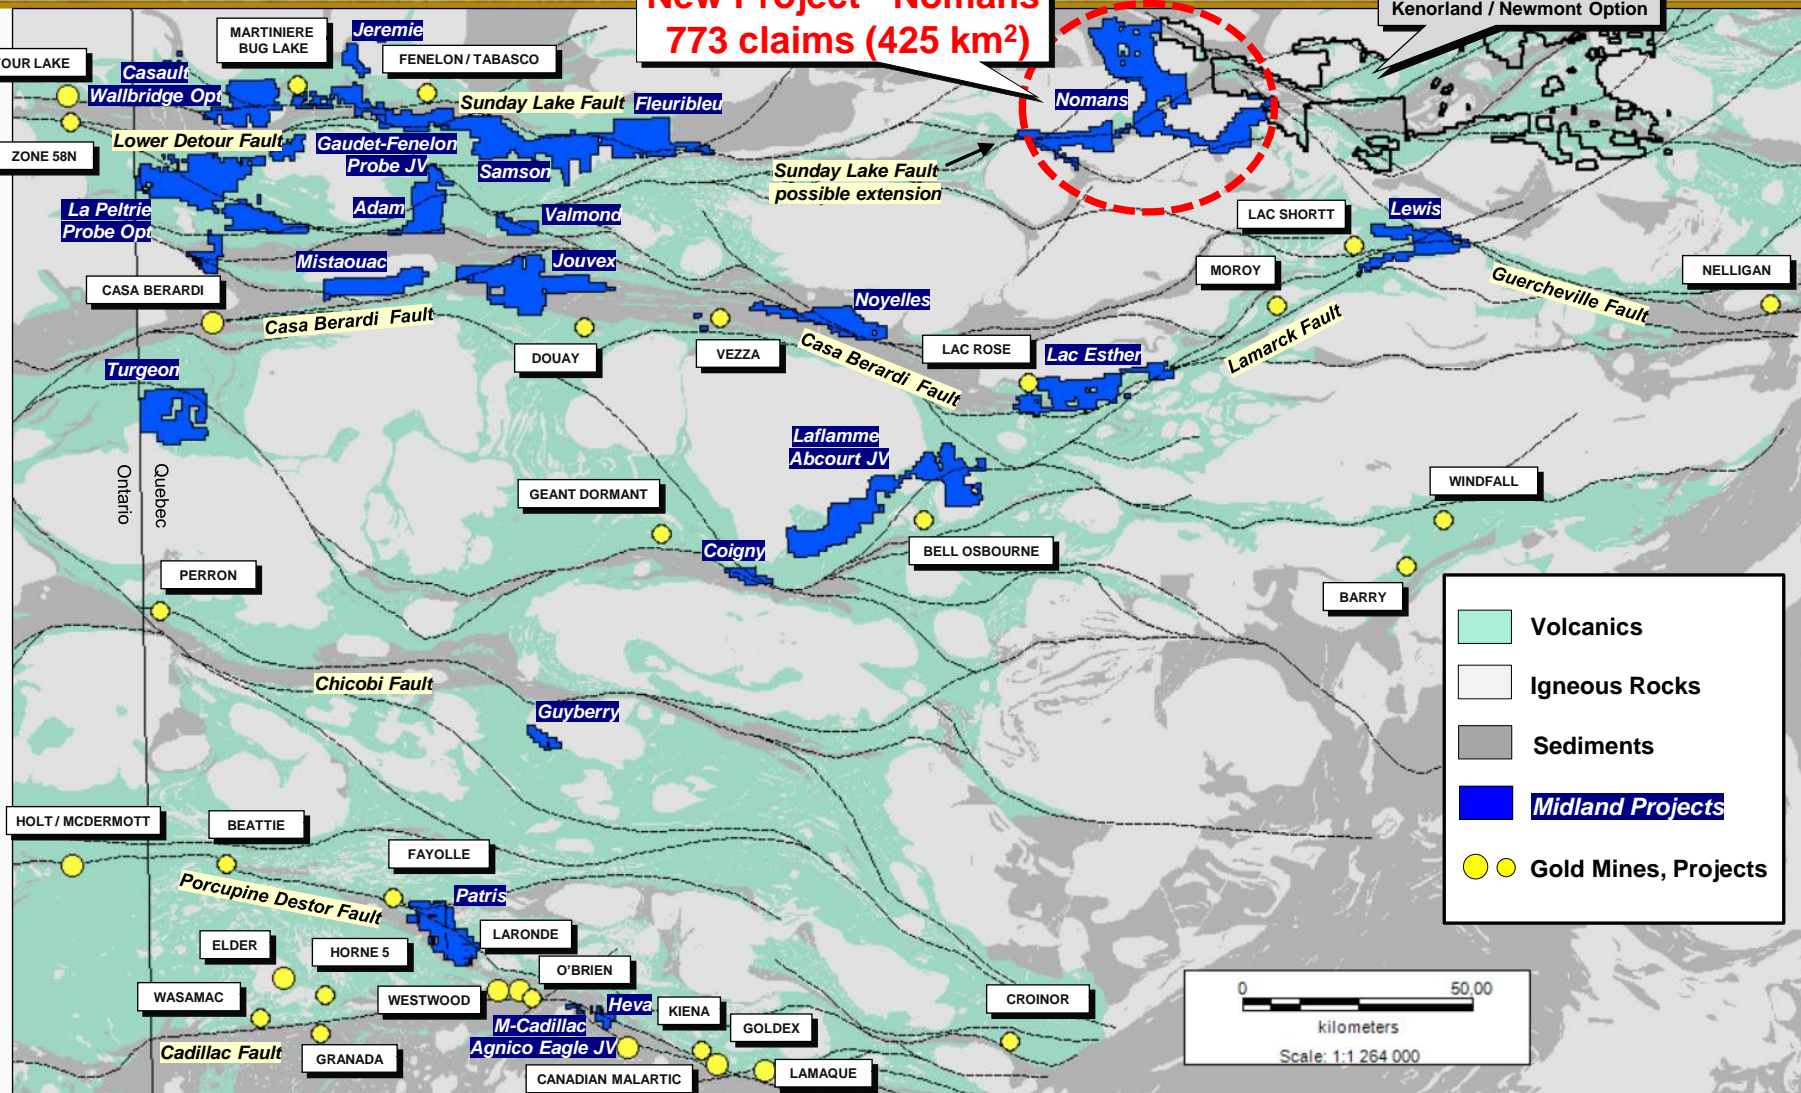 New Project - Nomans
773 claims (425 km²)
Kenorland / Newmont Option
MARTINIERE
BUG LAKE
Jeremie
FENELON / TABASCO
OUR LAKE
Casault
Wallbridge Opt
Sunday Lake Fault
Fleuribleu
Nomans
Lower Detour Fault
Gaudet-Fenelon
Probe JV
ZONE 58N
Samson
Sunday Lake Fault
possible extension
La Peltrie
Probe Opt
Adam
Valmond
LAC SHORTT
Lewis
Mistaouac
Jouvex
MOROY
NELLIGAN
CASA BERARDI
Guercheville Fault
Noyelles
Casa Berardi Fault
DOUAY
VEZZA
Casa Berardi Fault
LAC ROSE
Lac Esther
Lamarck Fault
Turgeon
Laflamme
Abcourt JV
Ontario
Quebec
GEANT DORMANT
WINDFALL
Coigny
BELL OSBOURNE
PERRON
BARRY
Volcanics
Igneous Rocks
Sediments
Midland Projects
Gold Mines, Projects
Chicobi Fault
Guyberry
HOLT / MCDERMOTT
BEATTIE
FAYOLLE
Porcupine Destor Fault
Patris
LARONDE
ELDER
HORNE 5
O'BRIEN
WASAMAC
WESTWOOD
Heva
KIENA
CROINOR
M-Cadillac
Agnico Eagle JV
GOLDEX
Cadillac Fault
GRANADA
CANADIAN MALARTIC
LAMAQUE
0 50,00
kilometers
Scale: 1:1 264 000